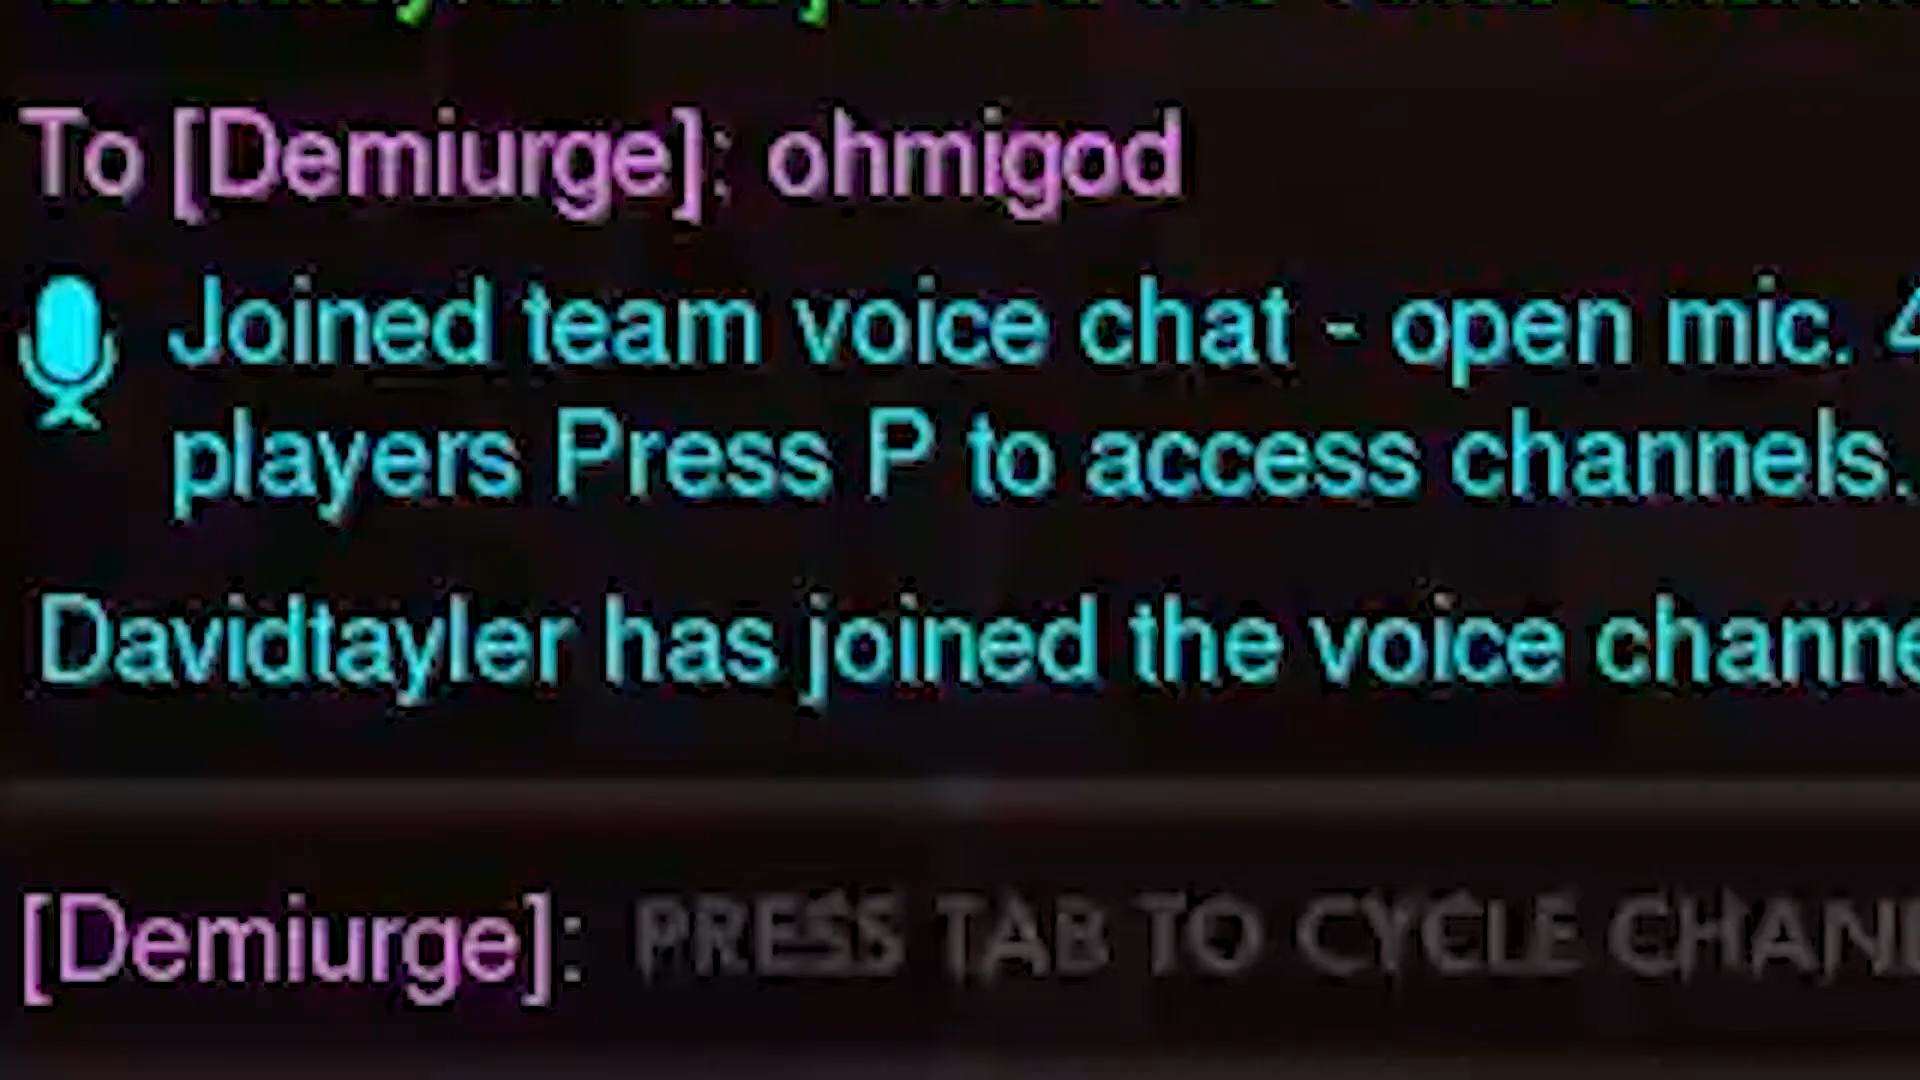 To [Demiurge]: ohmigod
Joined team voice chat - open mic. 4
players Press P to access channels.
Davidtayler has joined the voice
[Demiurge]: PRESS TAB TO CYCLE